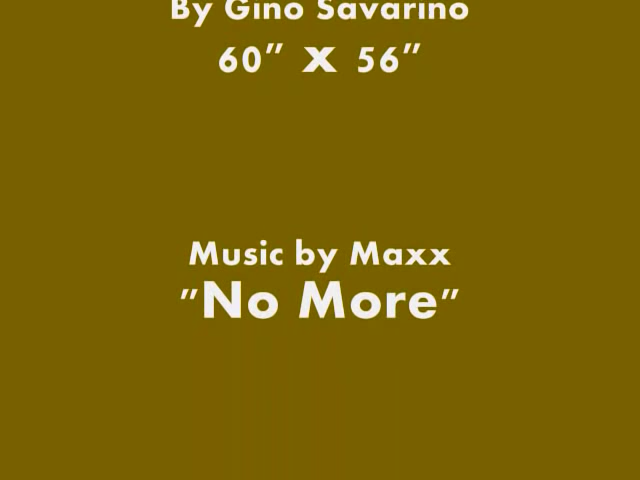 By Gino Savarino
60” X 56”
Music by Maxx
”No More”